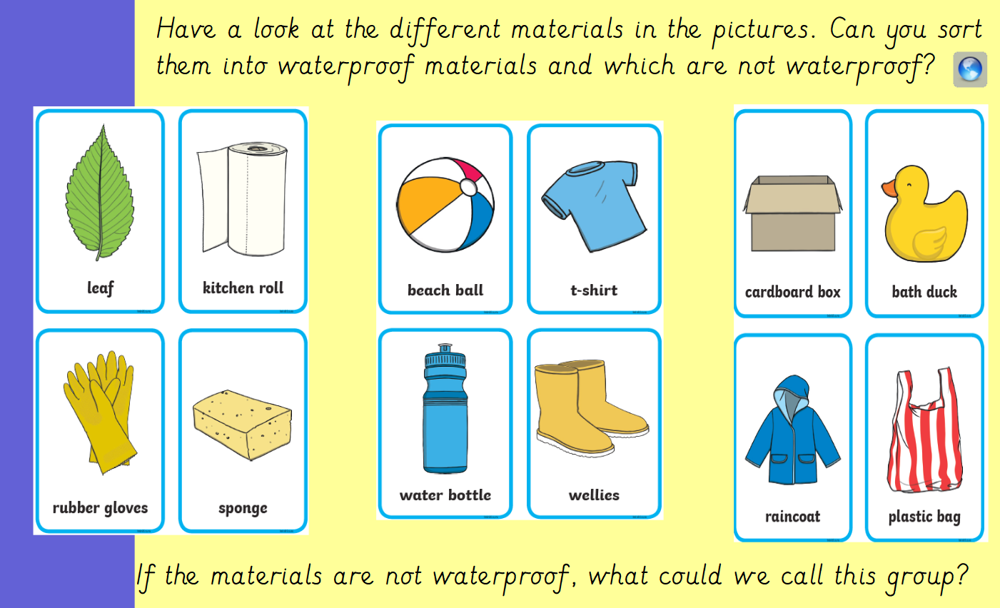 Have a look at the different materials in the pictures. Can you sort
them into waterproof materials and which are not waterproof?
leaf
kitchen roll
rubber gloves
sponge
beach ball
t-shirt
water bottle
wellies
cardboard box
bath duck
raincoat
plastic bag
If the materials are not waterproof, what could we call this group?